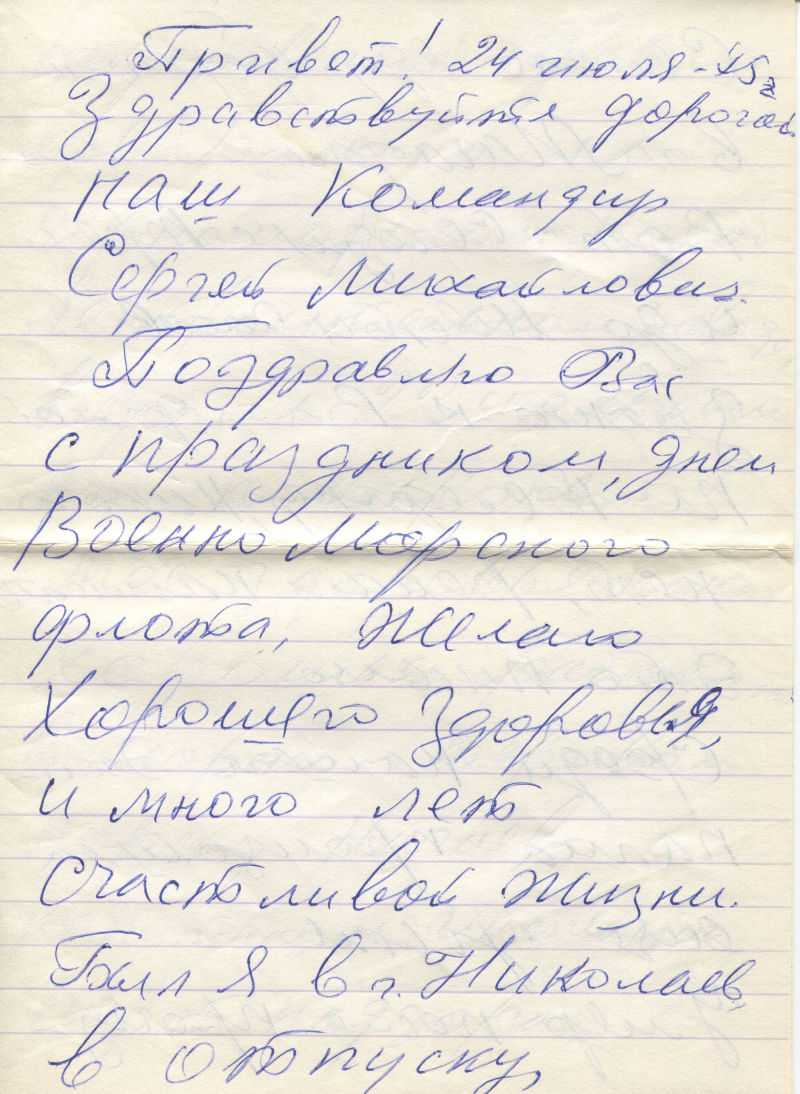 Привет! 24 июля - 75г
Здравствуйте дорогой
наш Командир
Сергей Михайлович.
Поздравляю Вас
с праздником, днем
Военно Морского
флота, желаю
Хорошего Здоровья,
и много лет
счастливой жизни.
Был я в г. Николаев,
в отпуску,